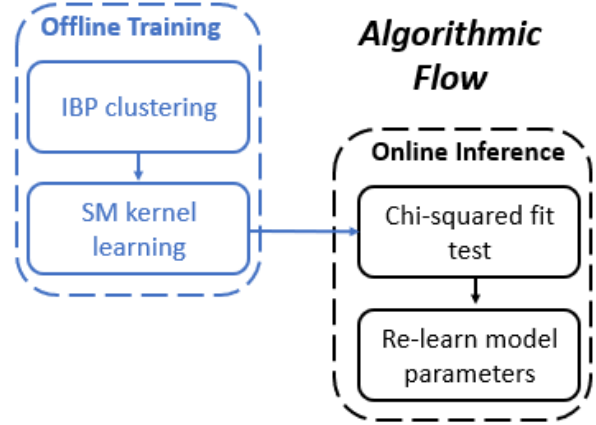 Offline Training
IBP clustering
SM kernel
learning
Algorithmic
Flow
Online Inference
Chi-squared fit
test
Re-learn model
parameters